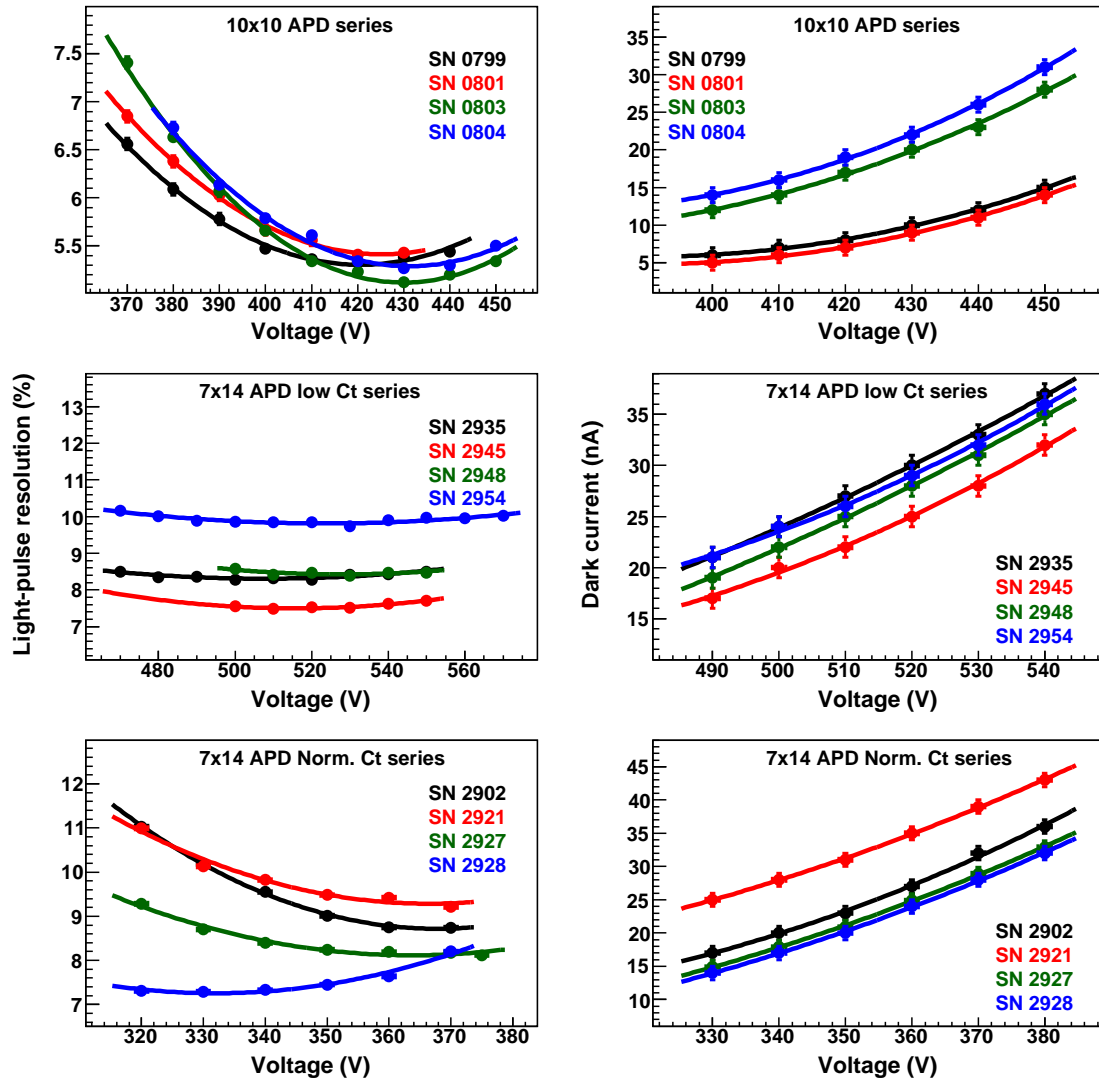 10x10 APD series
7.5
7
6.5
6
5.5
SN 0799
SN 0801
SN 0803
SN 0804
370 380 390 400 410 420 430 440 450
Voltage (V)
10x10 APD series
35
30
25
20
15
10
5
SN 0799
SN 0801
SN 0803
SN 0804
400 410 420 430 440 450
Voltage (V)
Light-pulse resolution (%)
7x14 APD low Ct series
13
12
11
10
9
8
7
SN 2935
SN 2945
SN 2948
SN 2954
480 500 520 540 560
Voltage (V)
Dark current (nA)
7x14 APD low Ct series
35
30
25
20
15
SN 2935
SN 2945
SN 2948
SN 2954
490 500 510 520 530 540
Voltage (V)
7x14 APD Norm. Ct series
12
11
10
9
8
7
SN 2902
SN 2921
SN 2927
SN 2928
320 330 340 350 360 370 380
Voltage (V)
7x14 APD Norm. Ct series
45
40
35
30
25
20
15
10
SN 2902
SN 2921
SN 2927
SN 2928
330 340 350 360 370 380
Voltage (V)